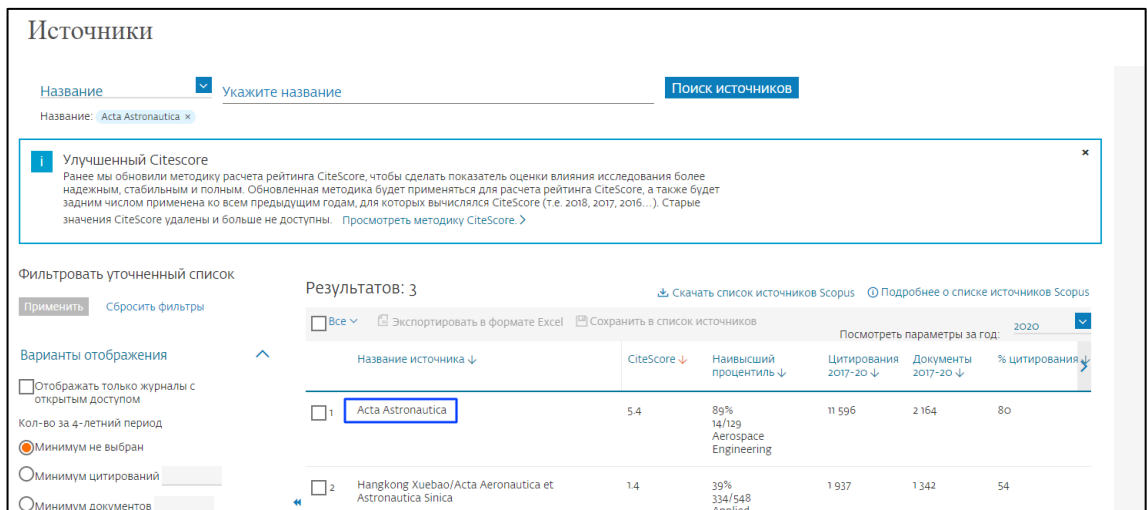 Источники
Название
Укажите название
Поиск источников
Название: Acta Astronautica ×
i Улучшенный Citescore ×
Ранее мы обновили методику расчета рейтинга CiteScore, чтобы сделать показатель оценки влияния исследования более
надежным, стабильным и полным. Обновленная методика будет применяться для расчета рейтинга CiteScore, а также будет
задним числом применена ко всем предыдущим годам, для которых вычислялся CiteScore (т.е. 2018, 2017, 2016...). Старые
значения CiteScore удалены и больше не доступны. Просмотреть методику CiteScore. >
Фильтровать уточненный список
Применить Сбросить фильтры
Варианты отображения
Отображать только журналы с
открытым доступом
Кол-во за 4-летний период
Минимум не выбран
Минимум цитирований
Минимум документов
Результатов: 3
Скачать список источников Scopus Подробнее о списке источников Scopus
Все Экспортировать в формате Excel Сохранить в список источников
Посмотреть параметры за год: 2020
Название источника ↓ CiteScore ↓ Наивысший Цитирования Документы % цитирования ↓
процентиль ↓ 2017-20 ↓ 2017-20 ↓
1 Acta Astronautica 5.4 89% 11 596 2 164 80
14/129
Aerospace
Engineering
2 Hangkong Xuebao/Acta Aeronautica et 1.4 39% 1 937 1 342 54
Astronautica Sinica 334/548
Applied